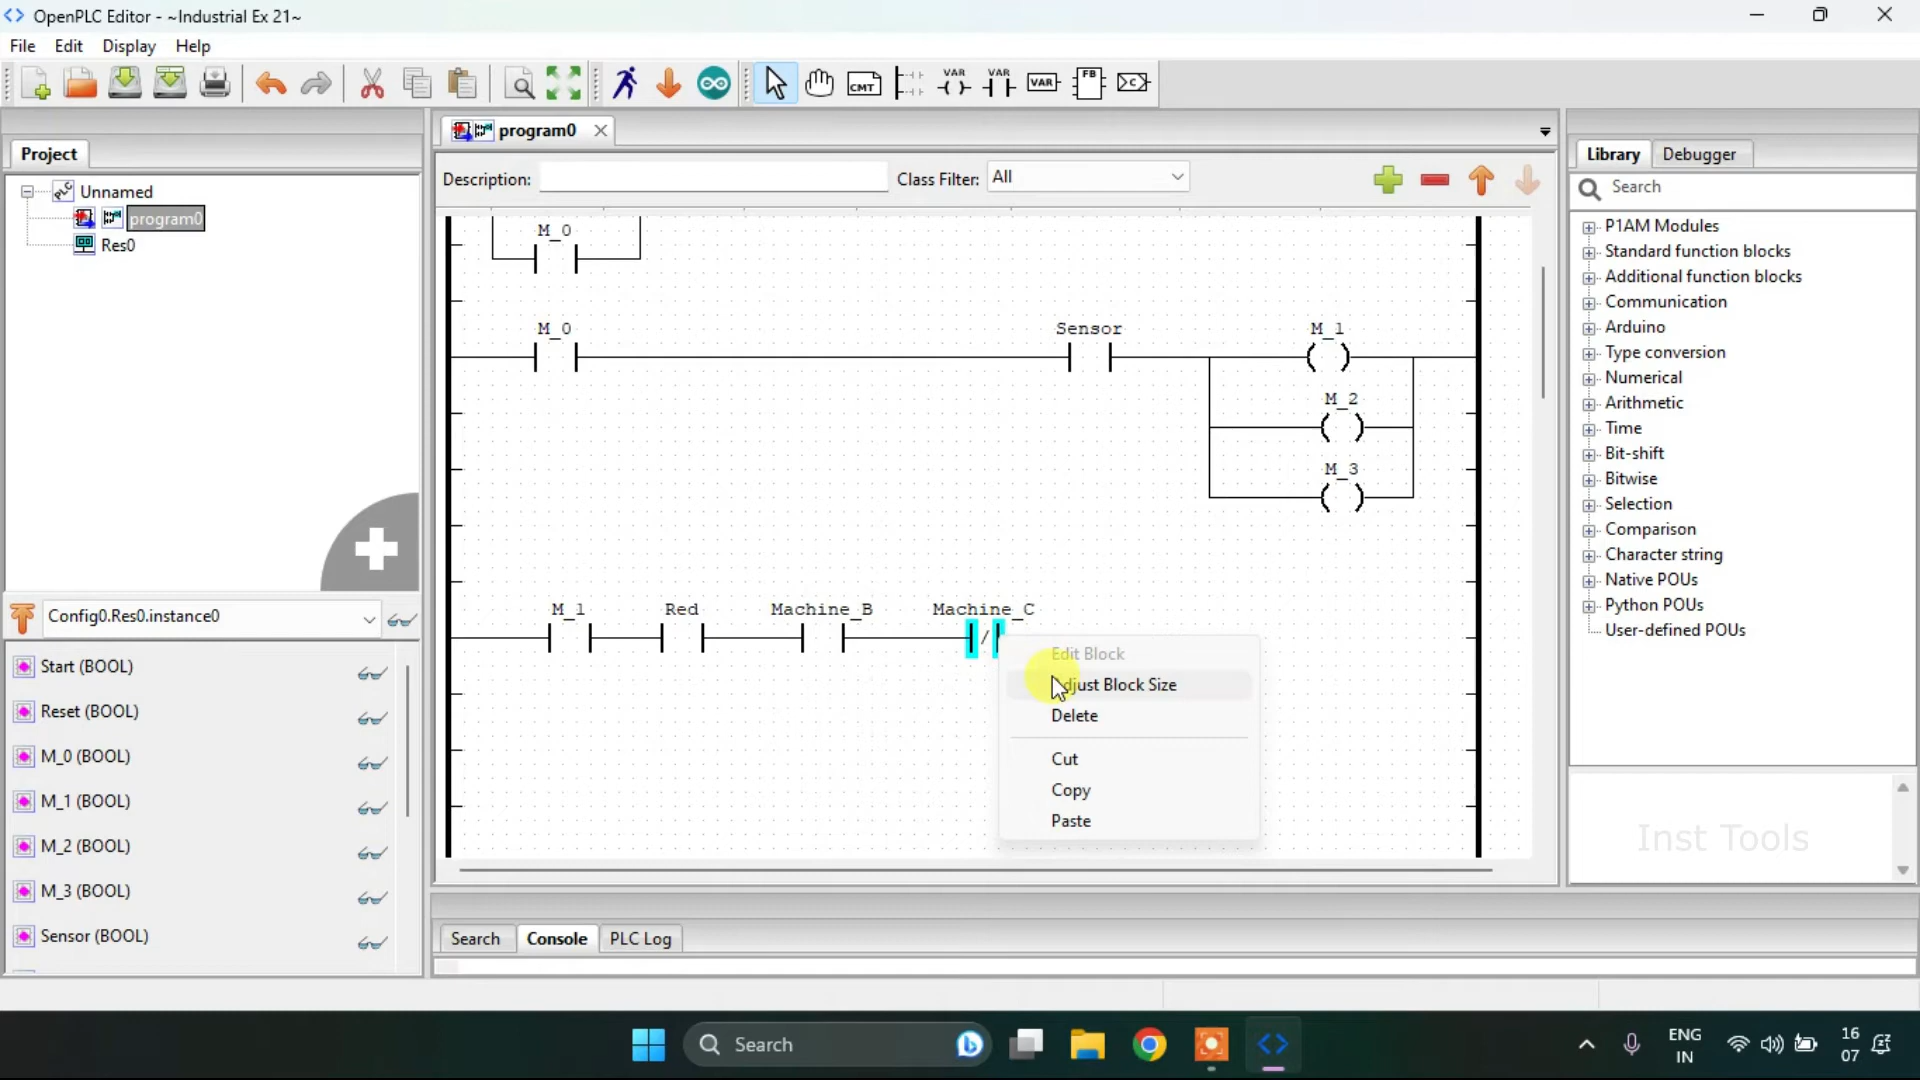 OpenPLC Editor - ~Industrial Ex 21~
File Edit Display Help
CMT VAR VAR VAR FB >C>
Project
Unnamed
program0
Res0
Config0.Res0.instance0
Start (BOOL)
Reset (BOOL)
M_0 (BOOL)
M_1 (BOOL)
M_2 (BOOL)
M_3 (BOOL)
Sensor (BOOL)
program0
Description: Class Filter: All
M_0
M_0 Sensor M_1
M_2
M_3
M_1 Red Machine_B Machine_C
Edit Block
Adjust Block Size
Delete
Cut
Copy
Paste
Search Console PLC Log
Library Debugger
Search
P1AM Modules
Standard function blocks
Additional function blocks
Communication
Arduino
Type conversion
Numerical
Arithmetic
Time
Bit-shift
Bitwise
Selection
Comparison
Character string
Native POUs
Python POUs
User-defined POUs
Inst Tools
Search
ENG
IN
16
07